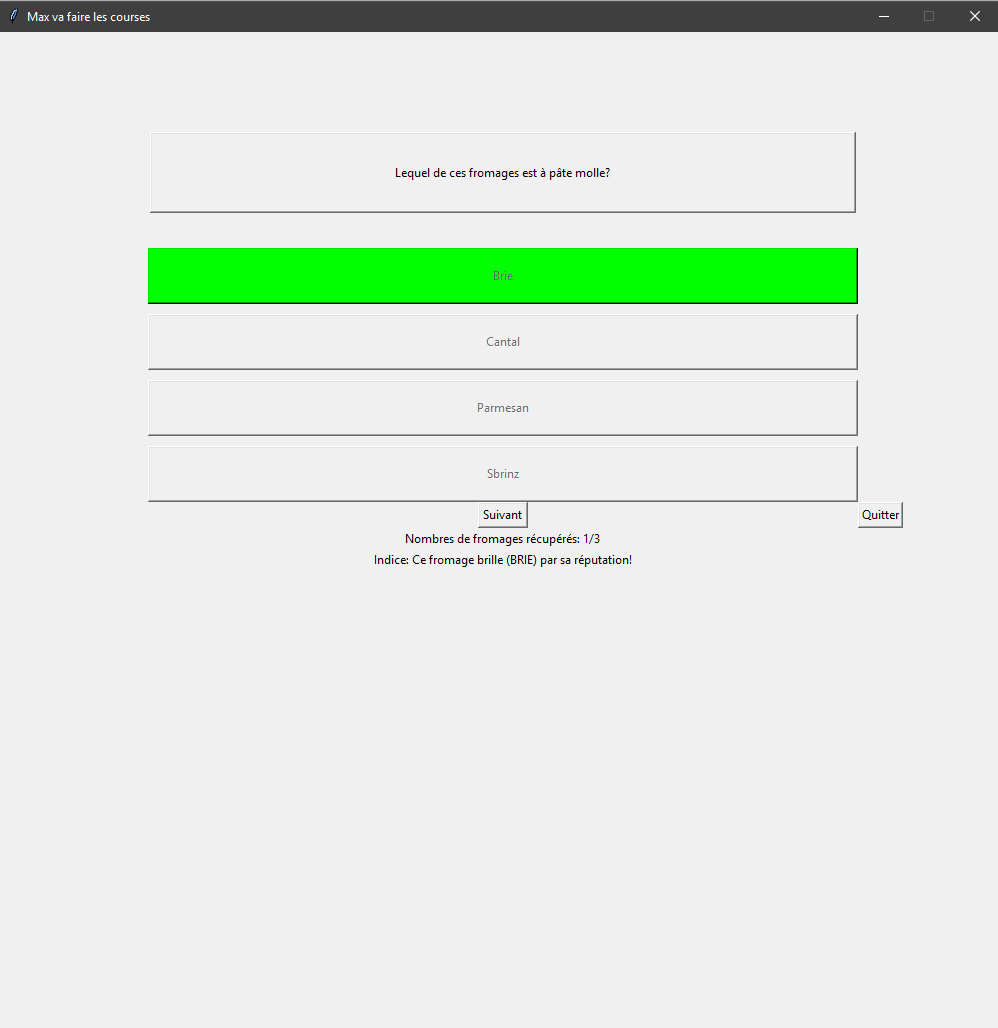 Max va faire les courses
Lequel de ces fromages est à pâte molle?
Brie
Cantal
Parmesan
Sbrinz
Suivant
Quitter
Nombres de fromages récupérés: 1/3
Indice: Ce fromage brille (BRIE) par sa réputation!